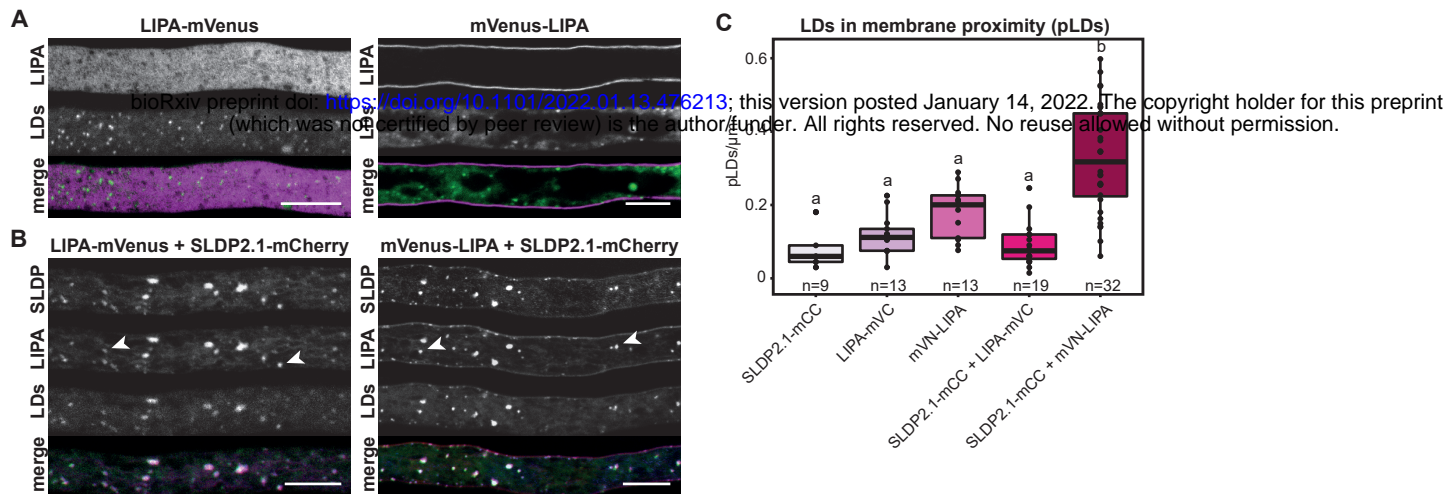 A
LIPA-mVenus
mVenus-LIPA
LIPA
LIPA
LDs
LDs
merge
merge
bioRxiv preprint doi: https://doi.org/10.1101/2022.01.13.476213; this version posted January 14, 2022. The copyright holder for this preprint
(which was not certified by peer review) is the author/funder. All rights reserved. No reuse allowed without permission.
B
LIPA-mVenus + SLDP2.1-mCherry
mVenus-LIPA + SLDP2.1-mCherry
SLDP
SLDP
LIPA
LIPA
LDs
LDs
merge
merge
C
LDs in membrane proximity (pLDs)
pLDs/µm
0.6
0.4
0.2
0
a
a
a
a
b
n=9
n=13
n=13
n=19
n=32
SLDP2.1-mCC
LIPA-mVC
mVN-LIPA
SLDP2.1-mCC + LIPA-mVC
SLDP2.1-mCC + mVN-LIPA